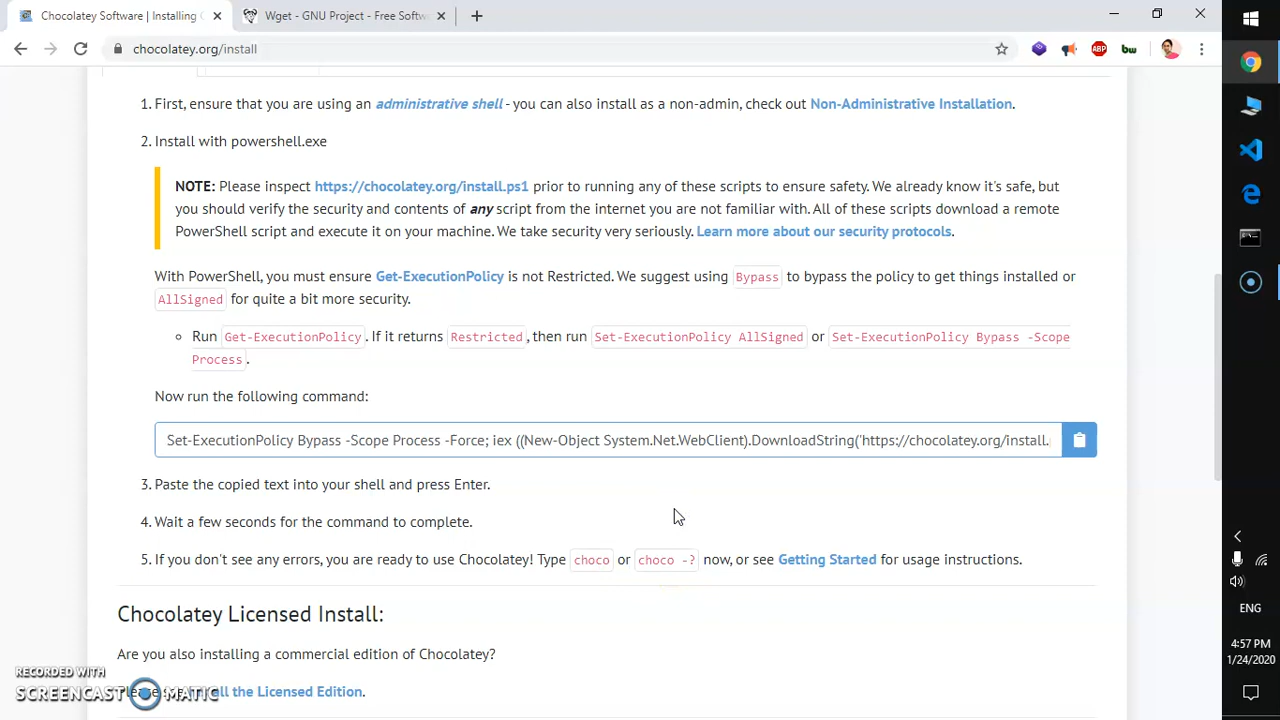 Chocolatey Software | Installing
Wget - GNU Project - Free Softw
chocolatey.org/install
ABP
bw
1. First, ensure that you are using an administrative shell - you can also install as a non-admin, check out Non-Administrative Installation.
2. Install with powershell.exe
NOTE: Please inspect https://chocolatey.org/install.ps1 prior to running any of these scripts to ensure safety. We already know it's safe, but
you should verify the security and contents of any script from the internet you are not familiar with. All of these scripts download a remote
PowerShell script and execute it on your machine. We take security very seriously. Learn more about our security protocols.
With PowerShell, you must ensure Get-ExecutionPolicy is not Restricted. We suggest using Bypass to bypass the policy to get things installed or
AllSigned for quite a bit more security.
Run Get-ExecutionPolicy. If it returns Restricted, then run Set-ExecutionPolicy AllSigned or Set-ExecutionPolicy Bypass -Scope
Process.
Now run the following command:
Set-ExecutionPolicy Bypass -Scope Process -Force; iex ((New-Object System.Net.WebClient).DownloadString('https://chocolatey.org/install.
3. Paste the copied text into your shell and press Enter.
4. Wait a few seconds for the command to complete.
5. If you don't see any errors, you are ready to use Chocolatey! Type choco or choco -? now, or see Getting Started for usage instructions.
Chocolatey Licensed Install:
Are you also installing a commercial edition of Chocolatey?
the Licensed Edition.
RECORDED WITH
SCREENCAST MATIC
ENG
4:57 PM
1/24/2020